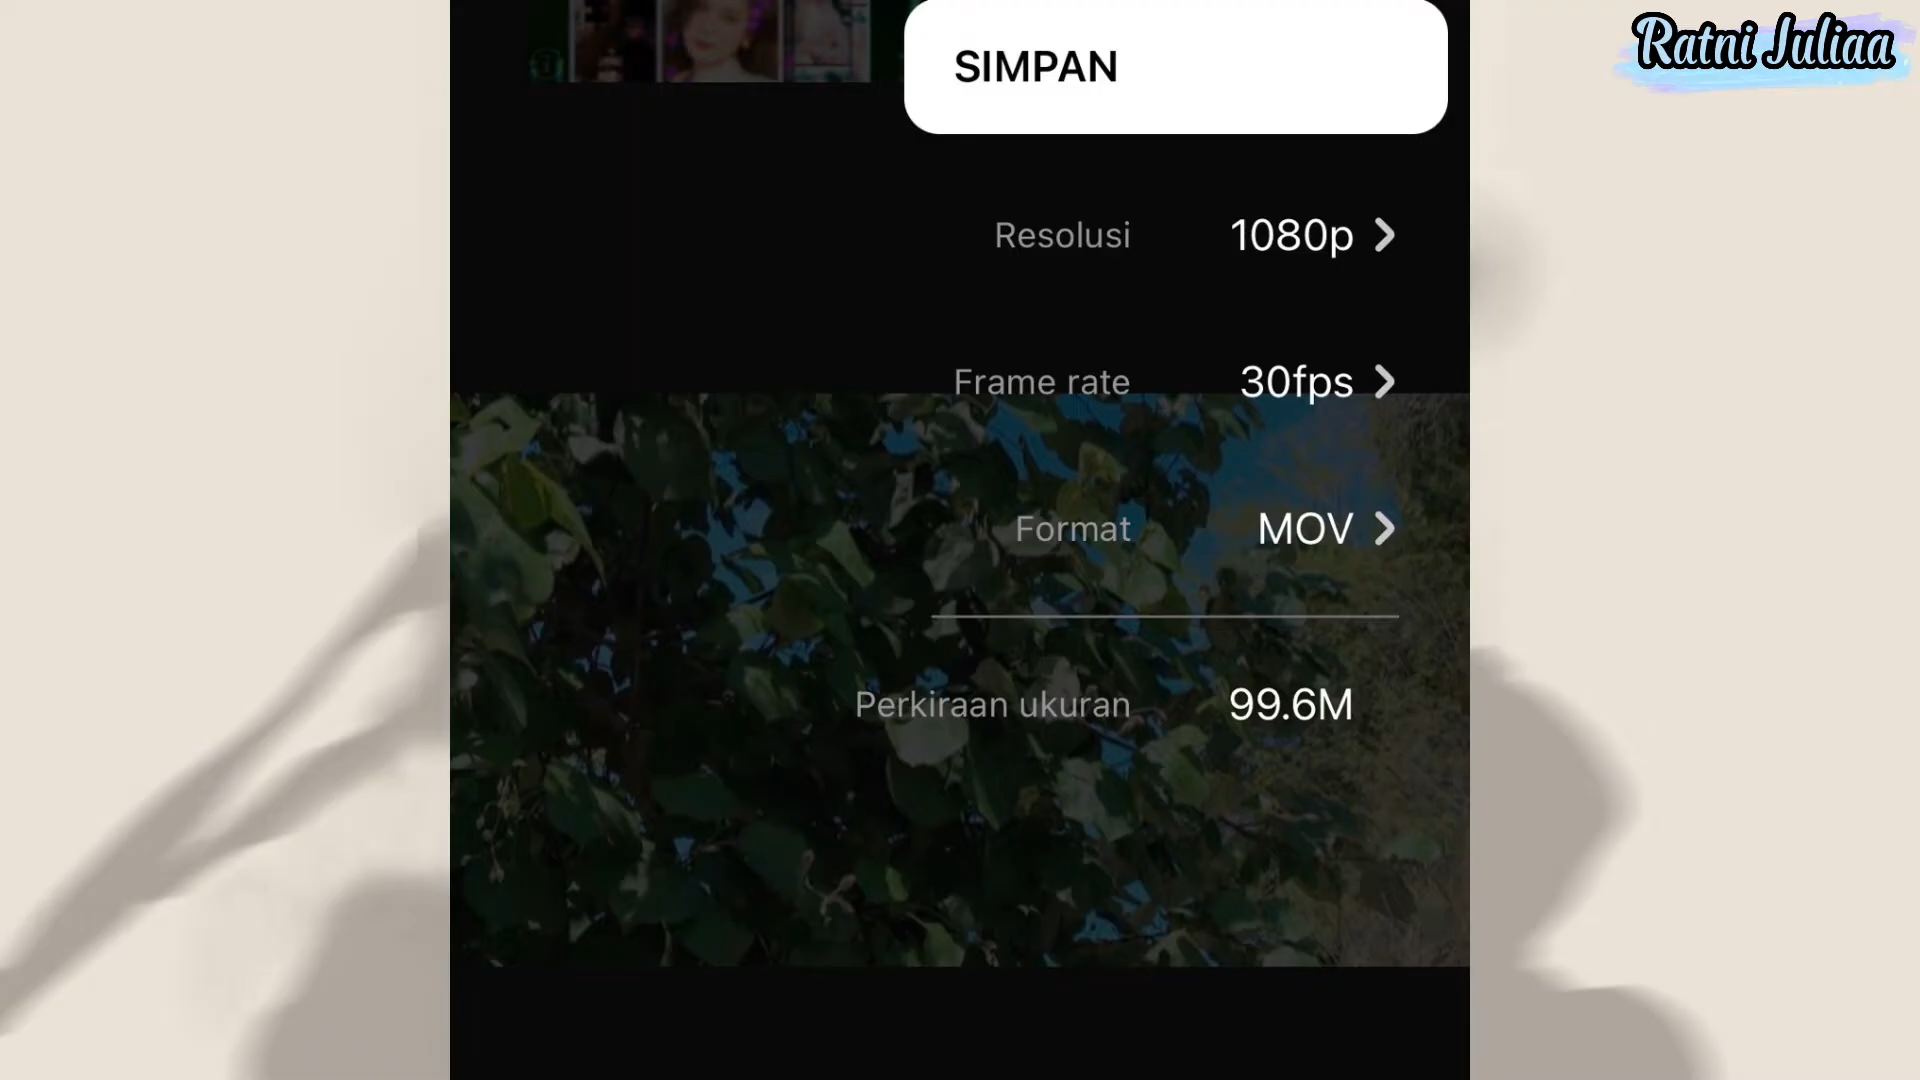 Ratni Juliaa
SIMPAN
Resolusi 1080p
Frame rate 30fps
Format MOV
Perkiraan ukuran 99.6M